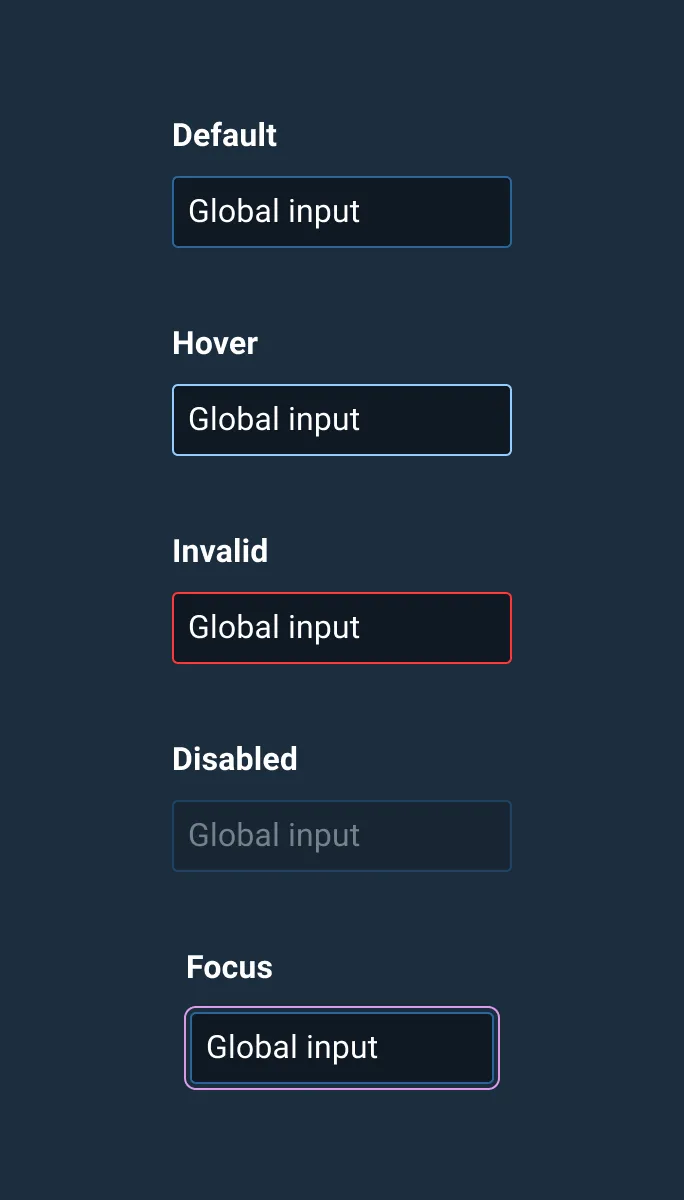 Default
Global input
Hover
Global input
Invalid
Global input
Disabled
Global input
Focus
Global input